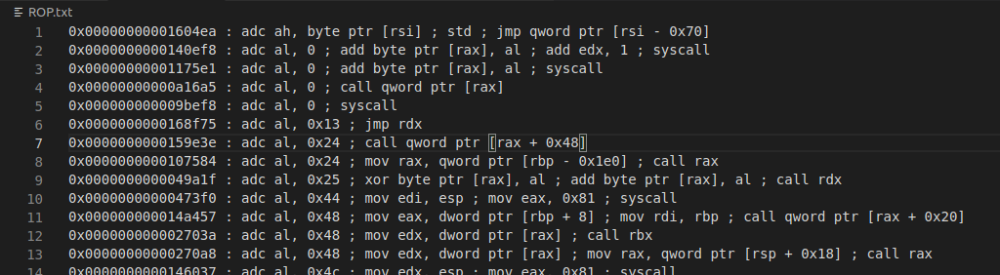 ROP.txt
1 0x00000000001604ea : adc ah, byte ptr [rsi] ; std ; jmp qword ptr [rsi - 0x70]
2 0x0000000000140ef8 : adc al, 0 ; add byte ptr [rax], al ; add edx, 1 ; syscall
3 0x00000000001175e1 : adc al, 0 ; add byte ptr [rax], al ; syscall
4 0x00000000000a16a5 : adc al, 0 ; call qword ptr [rax]
5 0x000000000009bef8 : adc al, 0 ; syscall
6 0x0000000000168f75 : adc al, 0x13 ; jmp rdx
7 0x0000000000159e3e : adc al, 0x24 ; call qword ptr [rax + 0x48]
8 0x0000000000107584 : adc al, 0x24 ; mov rax, qword ptr [rbp - 0x1e0] ; call rax
9 0x0000000000049a1f : adc al, 0x25 ; xor byte ptr [rax], al ; add byte ptr [rax], al ; call rdx
10 0x00000000000473f0 : adc al, 0x44 ; mov edi, esp ; mov eax, 0x81 ; syscall
11 0x000000000014a457 : adc al, 0x48 ; mov eax, dword ptr [rbp + 8] ; mov rdi, rbp ; call qword ptr [rax + 0x20]
12 0x000000000002703a : adc al, 0x48 ; mov edx, dword ptr [rax] ; call rbx
13 0x00000000000270a8 : adc al, 0x48 ; mov edx, dword ptr [rax] ; mov rax, qword ptr [rsp + 0x18] ; call rax
14 0x0000000000146037 : adc al, 0x4c ; mov edx, esp ; mov eax, 0x81 ; syscall